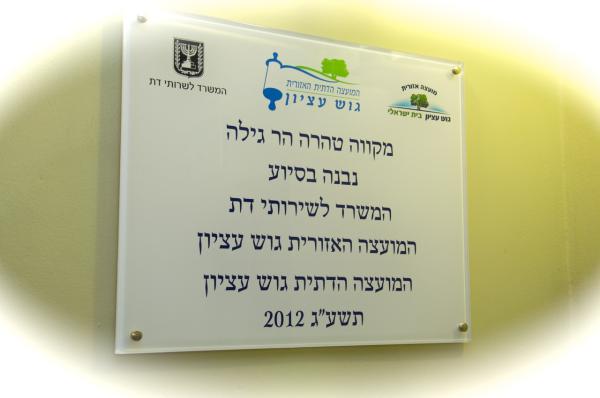 המשרד לשרותי דת
המועצה הדתית האזורית
גוש עציון
מועצה אזורית
גוש עציון בית ישראלי
מקווה טהרה הר גילה
נבנה בסיוע
המשרד לשירותי דת
המועצה האזורית גוש עציון
המועצה הדתית גוש עציון
תשע"ג 2012